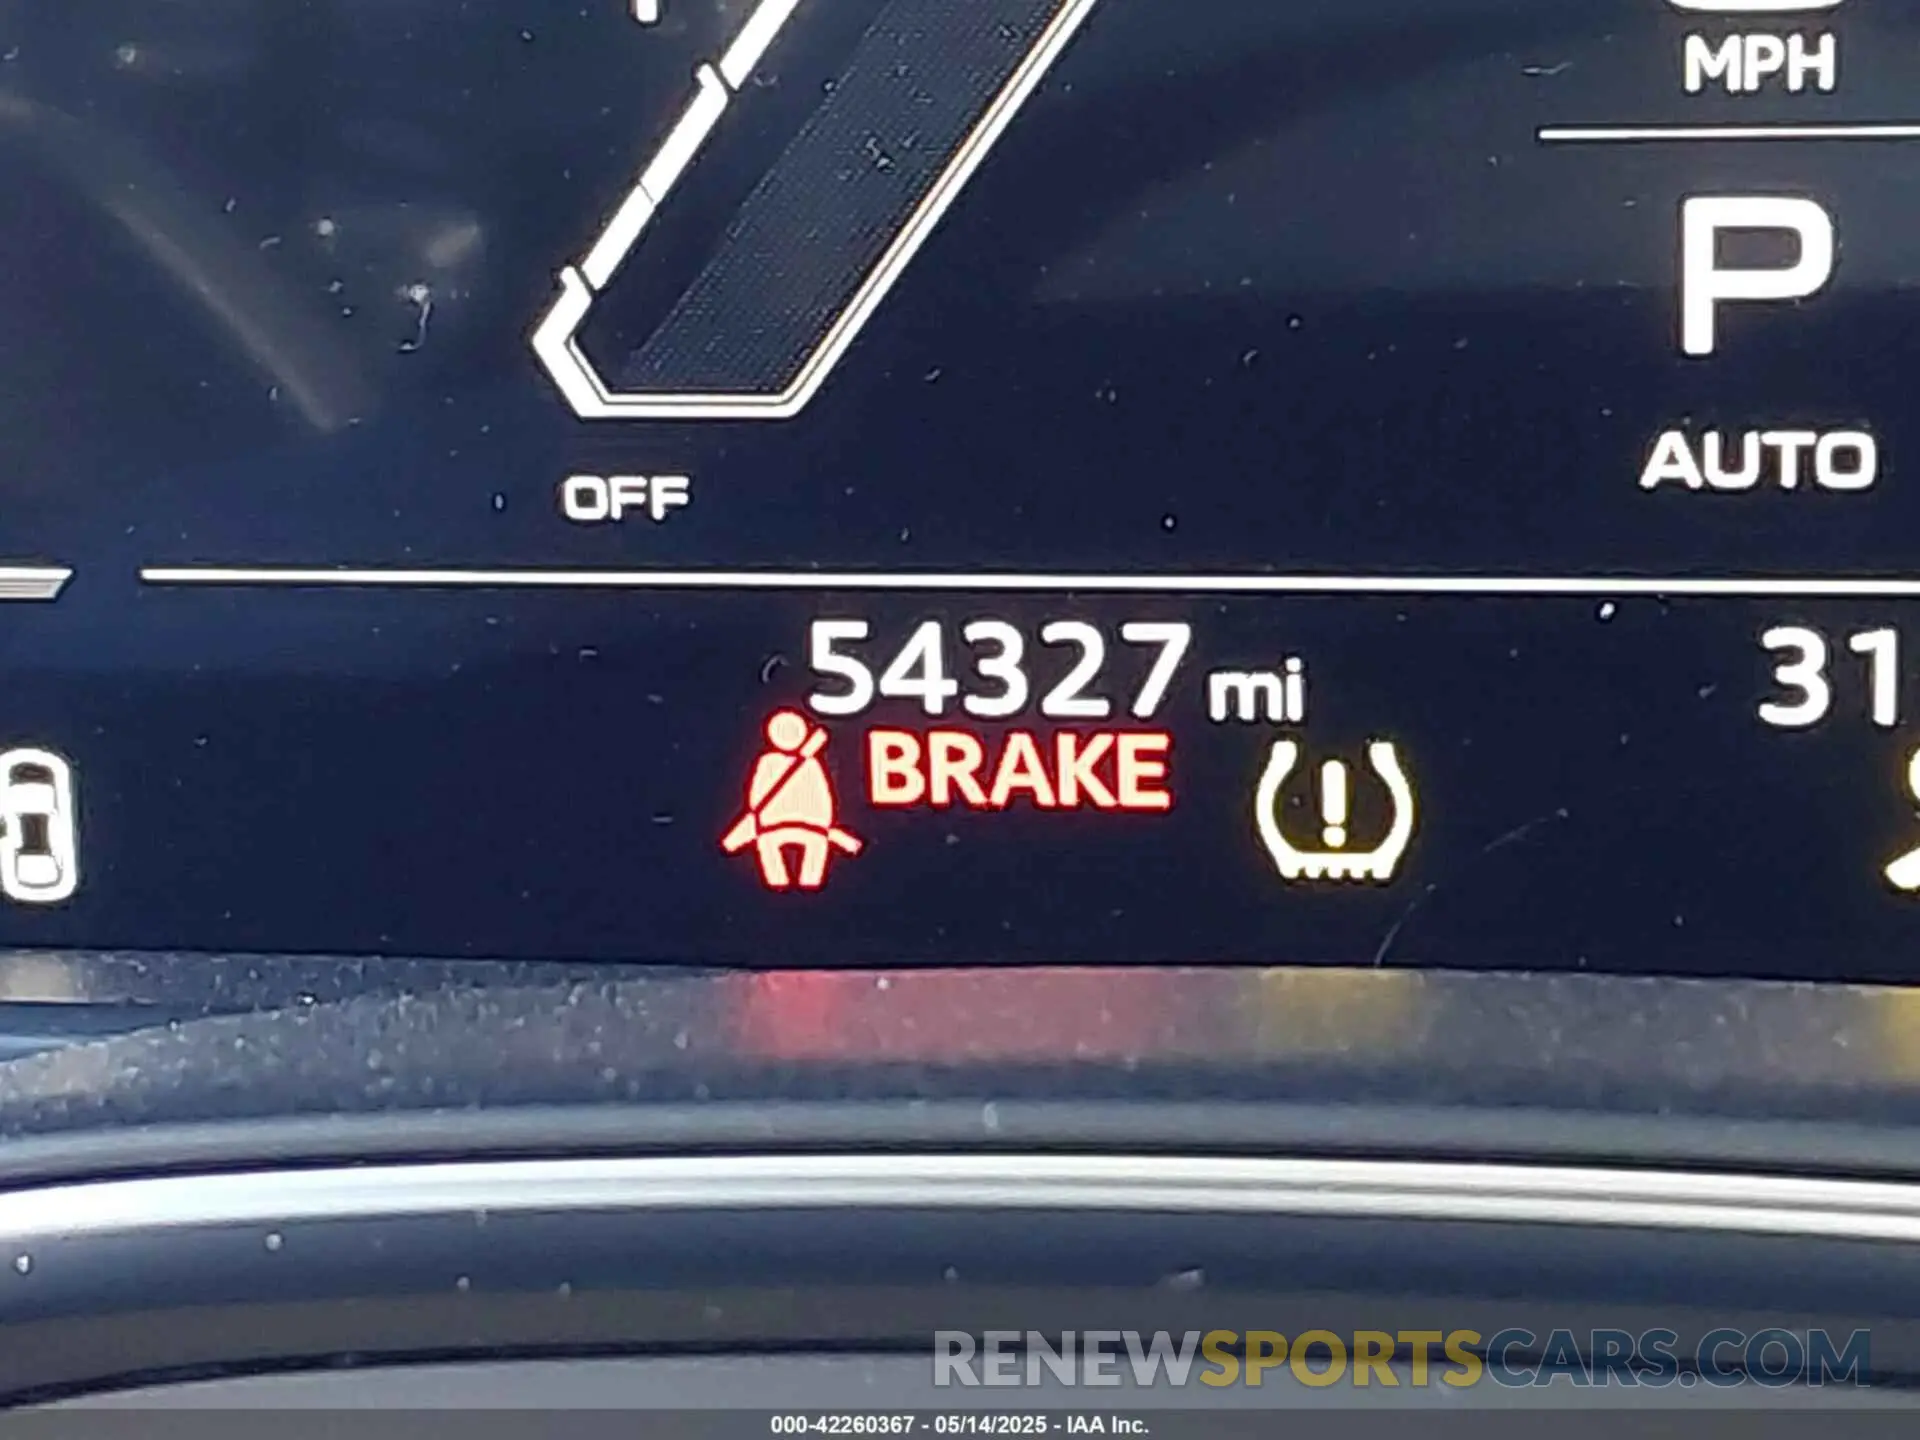 MPH
P
AUTO
OFF
54327 mi
31
BRAKE
RENEWSPORTSCARS.COM
000-42260367 - 05/14/2025 - IAA Inc.